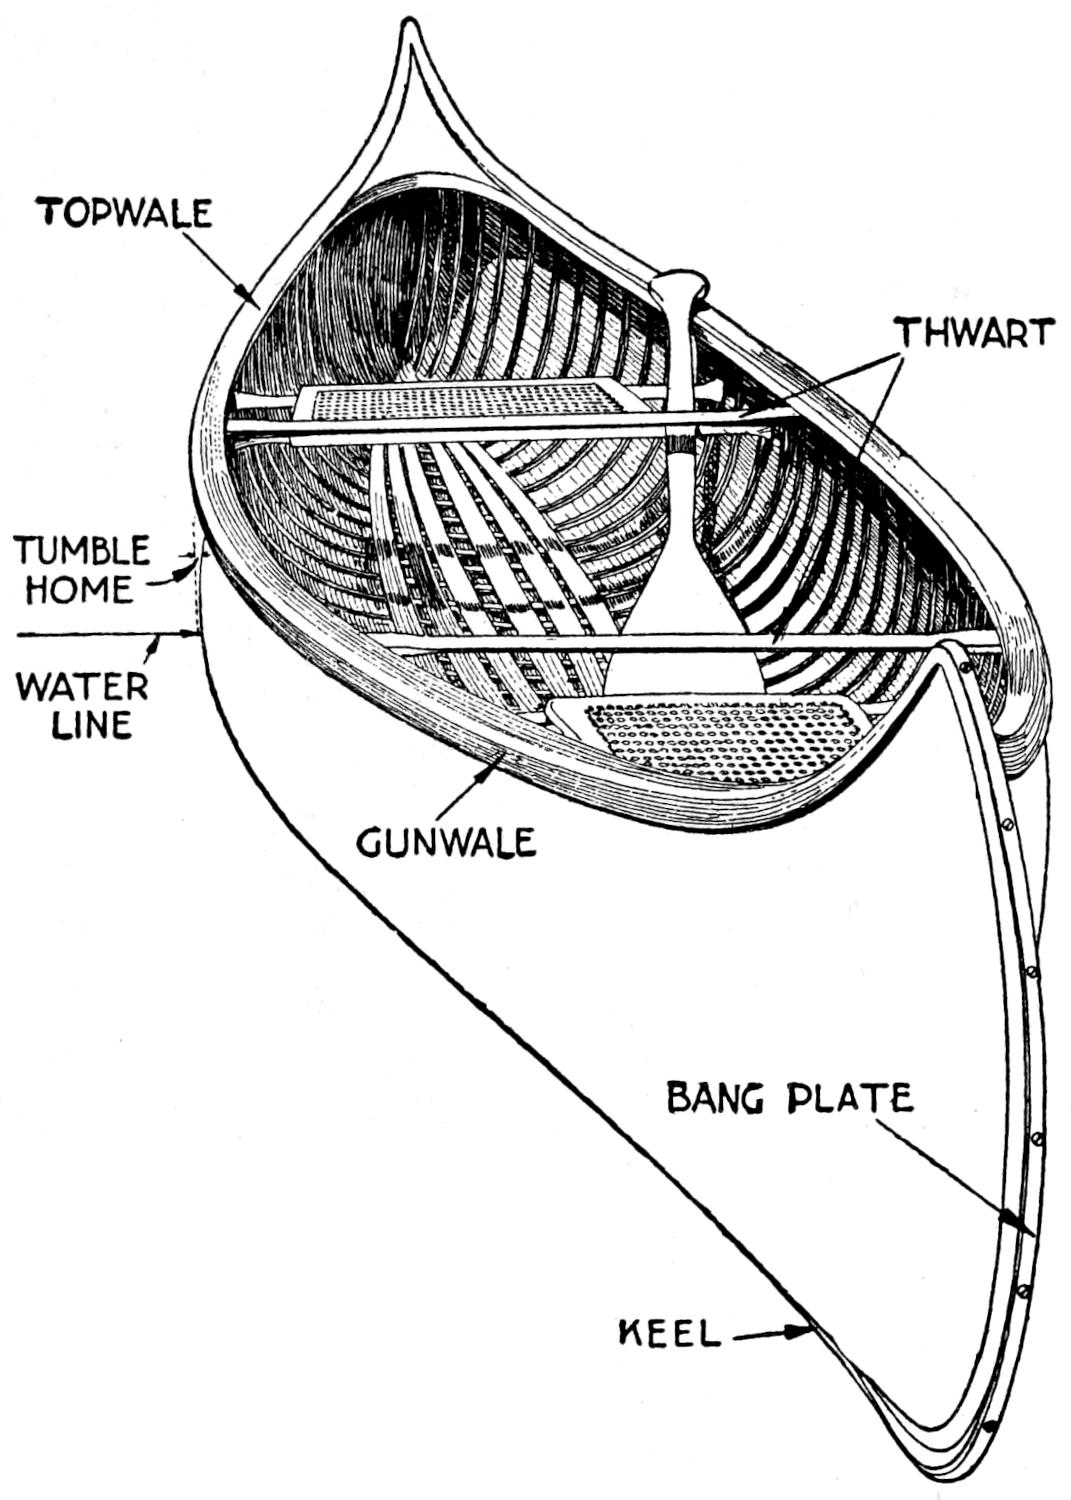 TOPWALE
THWART
TUMBLE
HOME
WATER
LINE
GUNWALE
BANG PLATE
KEEL